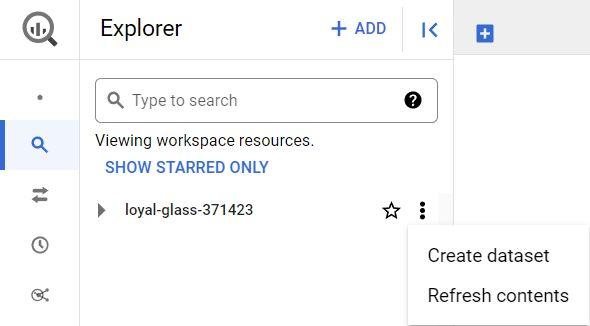 Explorer
+ ADD
Type to search
?
Viewing workspace resources.
SHOW STARRED ONLY
loyal-glass-371423
Create dataset
Refresh contents